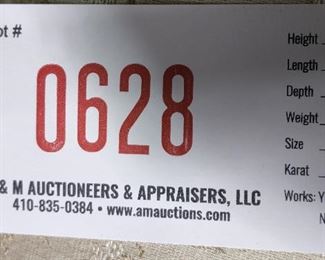 ot #
0628
& M AUCTIONEERS & APPRAISERS, LLC
410-835-0384 • www.amauctions.com
Height
Length
Depth
Weight
Size
Karat
Works: Y
N